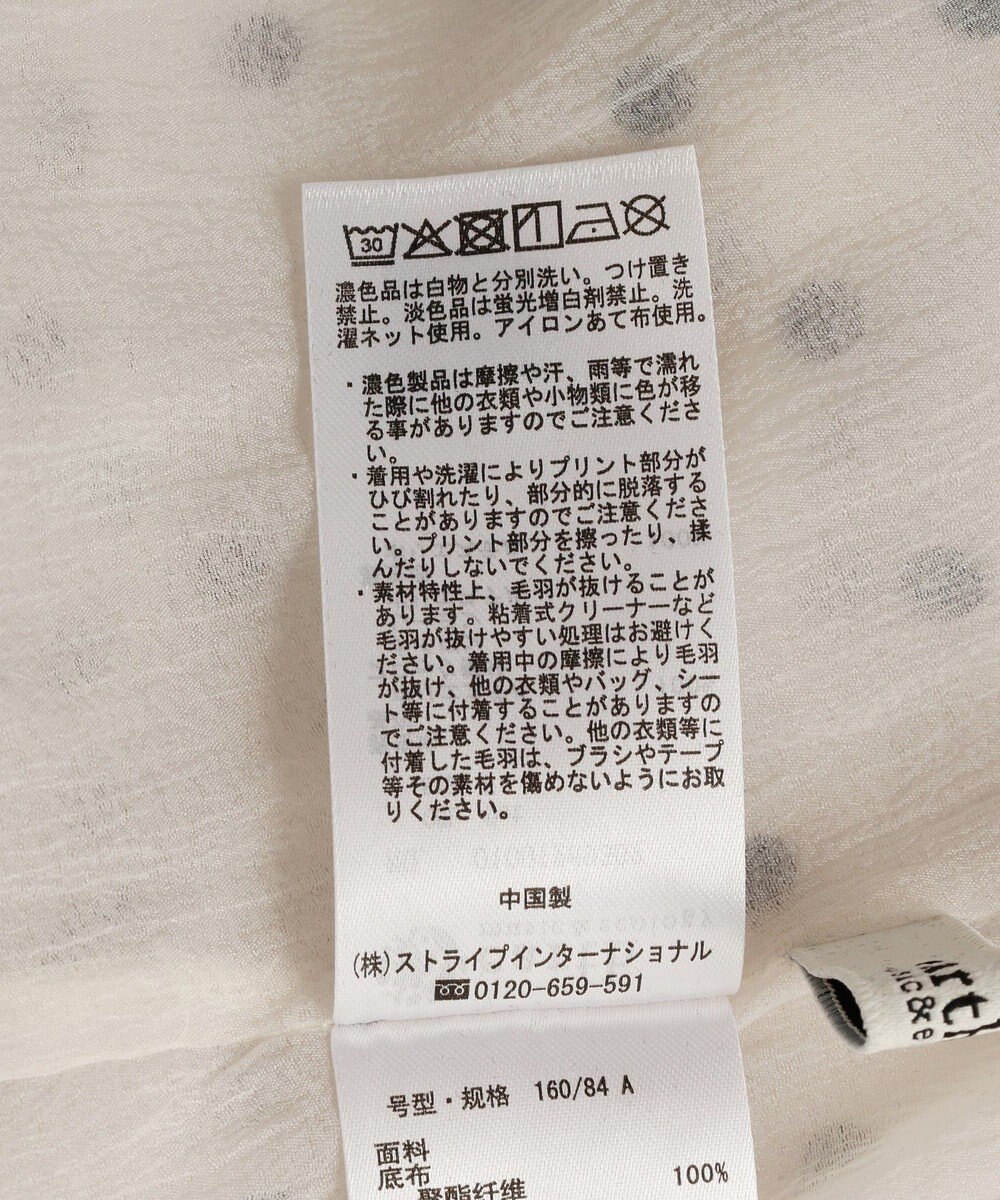 30
濃色品は白物と分別洗い。つけ置き
禁止。淡色品は蛍光増白剤禁止。洗
濯ネット使用。アイロンあて布使用。
・濃色製品は摩擦や汗、雨等で濡れ
た際に他の衣類や小物類に色が移
る事がありますのでご注意くださ
い。
・着用や洗濯によりプリント部分が
ひび割れたり、部分的に脱落する
ことがありますのでご注意くださ
い。プリント部分を擦ったり、揉
んだりしないでください。
・素材特性上、毛羽が抜けることが
あります。粘着式クリーナーなど
毛羽が抜けやすい処理はお避けく
ださい。着用中の摩擦により毛羽
が抜け、他の衣類やバッグ、シー
ト等に付着することがありますの
でご注意ください。他の衣類等に
付着した毛羽は、ブラシやテープ
等その素材を傷めないようにお取
りください。
中国製
(株)ストライプインターナショナル
0120-659-591
号型・规格 160/84 A
面料
底布
聚酯纤维 100%